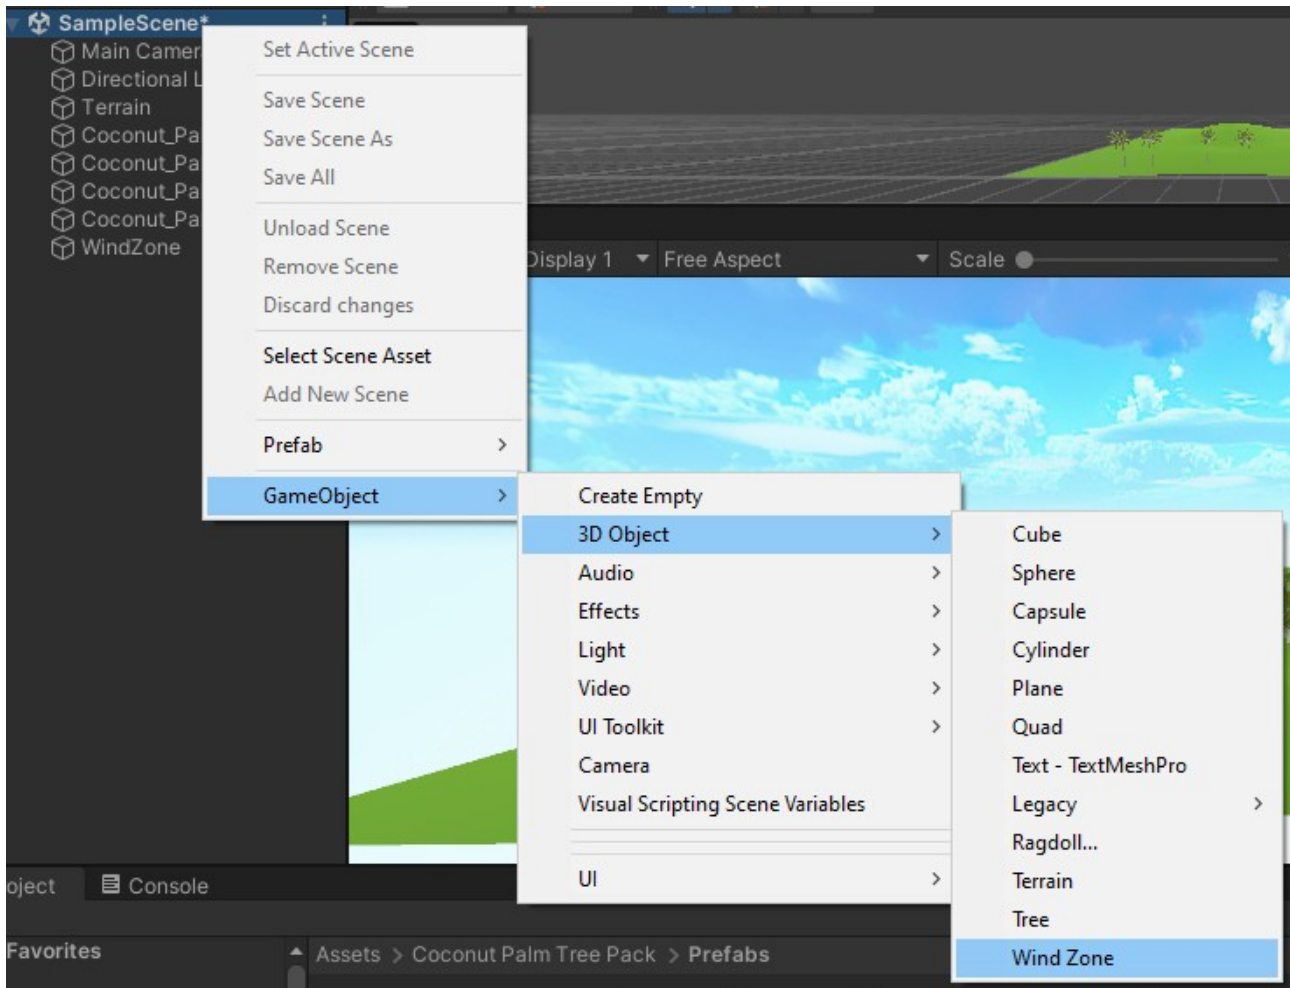 SampleScene*
Main Camer
Directional L
Terrain
Coconut_Pa
Coconut_Pa
Coconut_Pa
Coconut_Pa
WindZone
Set Active Scene
Save Scene
Save Scene As
Save All
Unload Scene
Remove Scene
Discard changes
Select Scene Asset
Add New Scene
Prefab
GameObject
Display 1
Free Aspect
Scale
Create Empty
3D Object
Audio
Effects
Light
Video
UI Toolkit
Camera
Visual Scripting Scene Variables
UI
Cube
Sphere
Capsule
Cylinder
Plane
Quad
Text - TextMeshPro
Legacy
Ragdoll...
Terrain
Tree
Wind Zone
oject
Console
Favorites
Assets > Coconut Palm Tree Pack > Prefabs